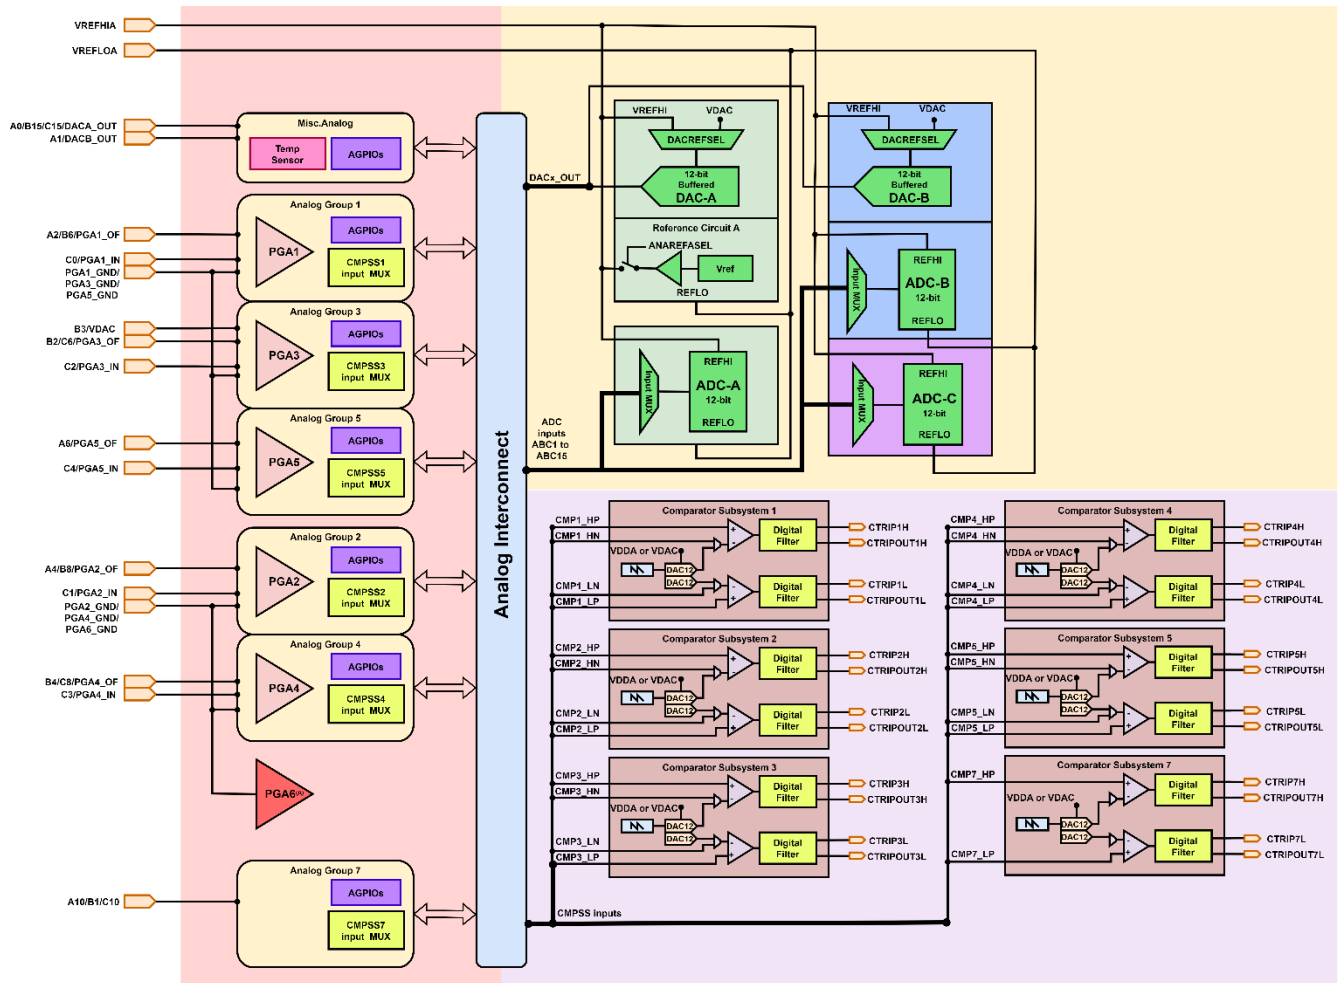 VREFHIA
VREFLOA
A0/B15/C15/DACA_OUT
A1/DACB_OUT
Misc.Analog
Temp
Sensor
AGPIOs
Analog Group 1
A2/B6/PGA1_OF
C0/PGA1_IN
PGA1_GND/
PGA3_GND/
PGA5_GND
PGA1
AGPIOs
CMPSS1
input MUX
Analog Group 3
B3/VDAC
B2/C6/PGA3_OF
C2/PGA3_IN
PGA3
AGPIOs
CMPSS3
input MUX
Analog Group 5
A6/PGA5_OF
C4/PGA5_IN
PGA5
AGPIOs
CMPSS5
input MUX
Analog Group 2
A4/B8/PGA2_OF
C1/PGA2_IN
PGA2_GND/
PGA4_GND/
PGA6_GND
PGA2
AGPIOs
CMPSS2
input MUX
Analog Group 4
B4/C8/PGA4_OF
C3/PGA4_IN
PGA4
AGPIOs
CMPSS4
input MUX
PGA6
Analog Group 7
A10/B1/C10
AGPIOs
CMPSS7
input MUX
Analog Interconnect
DACx_OUT
VREFHI
VDAC
DACREFSEL
12-bit
Buffered
DAC-A
Reference Circuit A
ANAREFASEL
Vref
REFLO
Input MUX
REFHI
ADC-A
12-bit
REFLO
VREFHI
VDAC
DACREFSEL
12-bit
Buffered
DAC-B
Input MUX
REFHI
ADC-B
12-bit
REFLO
Input MUX
REFHI
ADC-C
12-bit
REFLO
ADC
inputs
ABC1 to
ABC15
Comparator Subsystem 1
CMP1_HP
CMP1_HN
VDDA or VDAC
DAC12
DAC12
CMP1_LN
CMP1_LP
+
-
-
+
Digital
Filter
Digital
Filter
CTRIP1H
CTRIPOUT1H
CTRIP1L
CTRIPOUT1L
Comparator Subsystem 2
CMP2_HP
CMP2_HN
VDDA or VDAC
DAC12
DAC12
CMP2_LN
CMP2_LP
+
-
-
+
Digital
Filter
Digital
Filter
CTRIP2H
CTRIPOUT2H
CTRIP2L
CTRIPOUT2L
Comparator Subsystem 3
CMP3_HP
CMP3_HN
VDDA or VDAC
DAC12
DAC12
CMP3_LN
CMP3_LP
+
-
-
+
Digital
Filter
Digital
Filter
CTRIP3H
CTRIPOUT3H
CTRIP3L
CTRIPOUT3L
CMPSS inputs
Comparator Subsystem 4
CMP4_HP
CMP4_HN
VDDA or VDAC
DAC12
DAC12
CMP4_LN
CMP4_LP
+
-
-
+
Digital
Filter
Digital
Filter
CTRIP4H
CTRIPOUT4H
CTRIP4L
CTRIPOUT4L
Comparator Subsystem 5
CMP5_HP
CMP5_HN
VDDA or VDAC
DAC12
DAC12
CMP5_LN
CMP5_LP
+
-
-
+
Digital
Filter
Digital
Filter
CTRIP5H
CTRIPOUT5H
CTRIP5L
CTRIPOUT5L
Comparator Subsystem 7
CMP7_HP
VDDA or VDAC
DAC12
DAC12
CMP7_LP
+
-
-
+
Digital
Filter
Digital
Filter
CTRIP7H
CTRIPOUT7H
CTRIP7L
CTRIPOUT7L